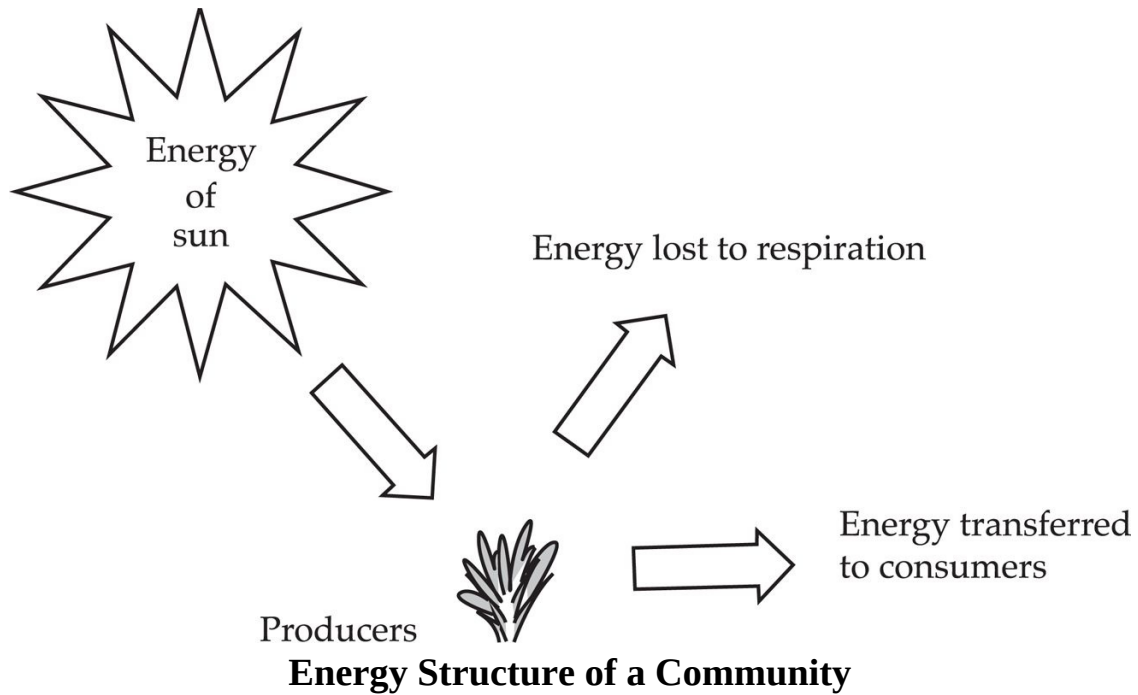 Energy
of
sun
Energy lost to respiration
Energy transferred
to consumers
Producers
Energy Structure of a Community